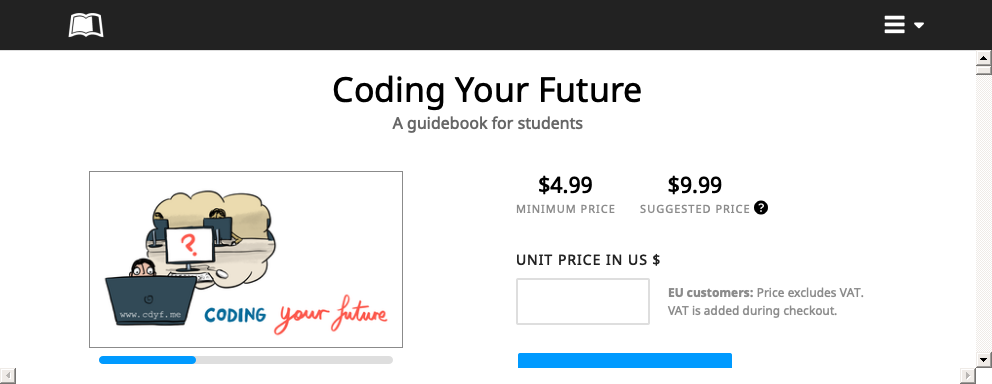 Coding Your Future
A guidebook for students
$4.99
MINIMUM PRICE
$9.99
SUGGESTED PRICE ?
UNIT PRICE IN US $
EU customers: Price excludes VAT.
VAT is added during checkout.
?
www.cdyf.me
CODING your future